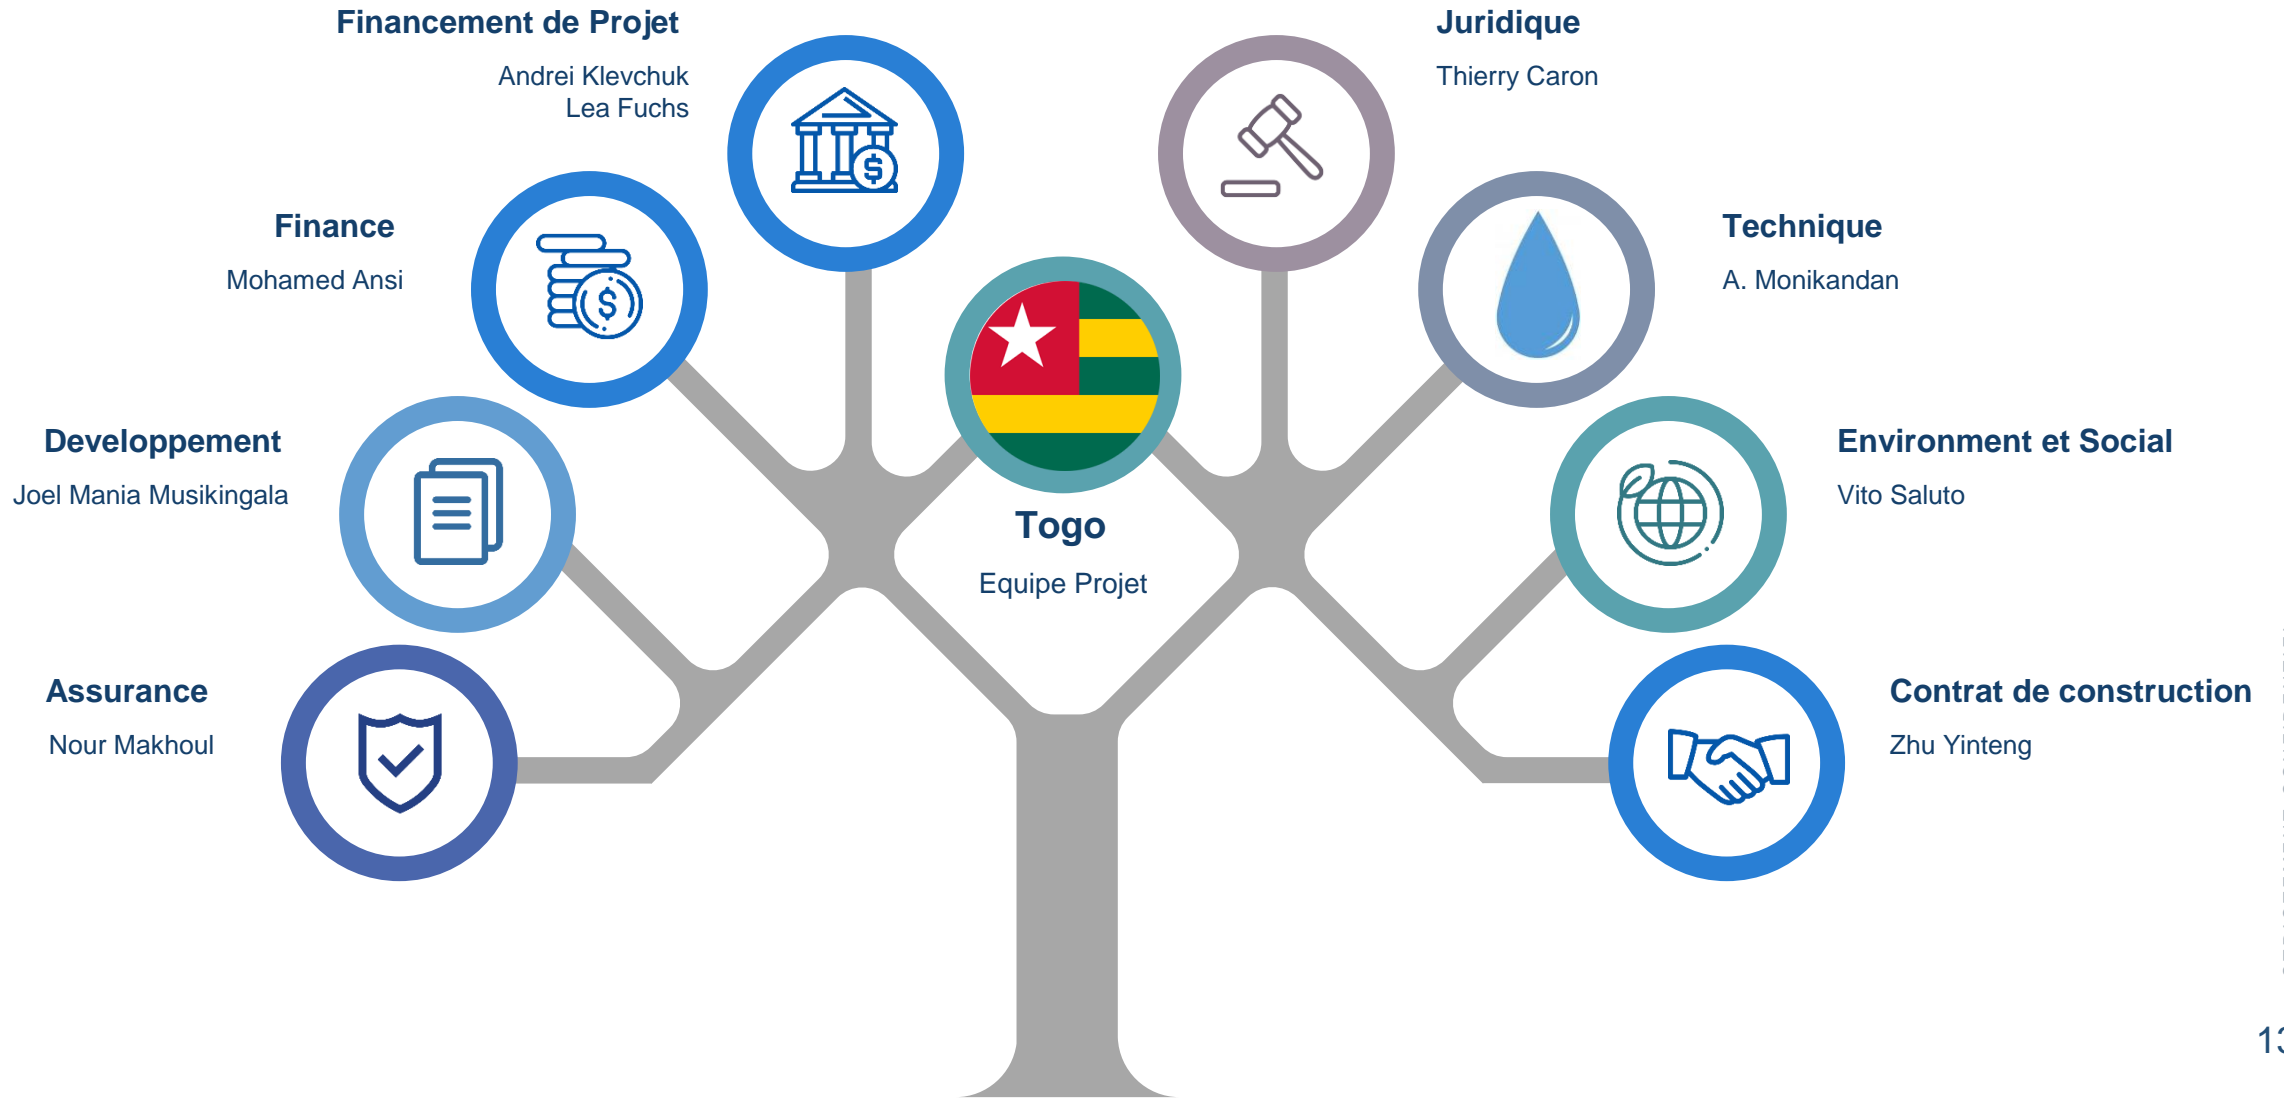 Financement de Projet
Andrei Klevchuk
Lea Fuchs
Juridique
Thierry Caron
Finance
Mohamed Ansi
Technique
A. Monikandan
Developpement
Joel Mania Musikingala
Togo
Equipe Projet
Environment et Social
Vito Saluto
Assurance
Nour Makhoul
Contrat de construction
Zhu Yinteng